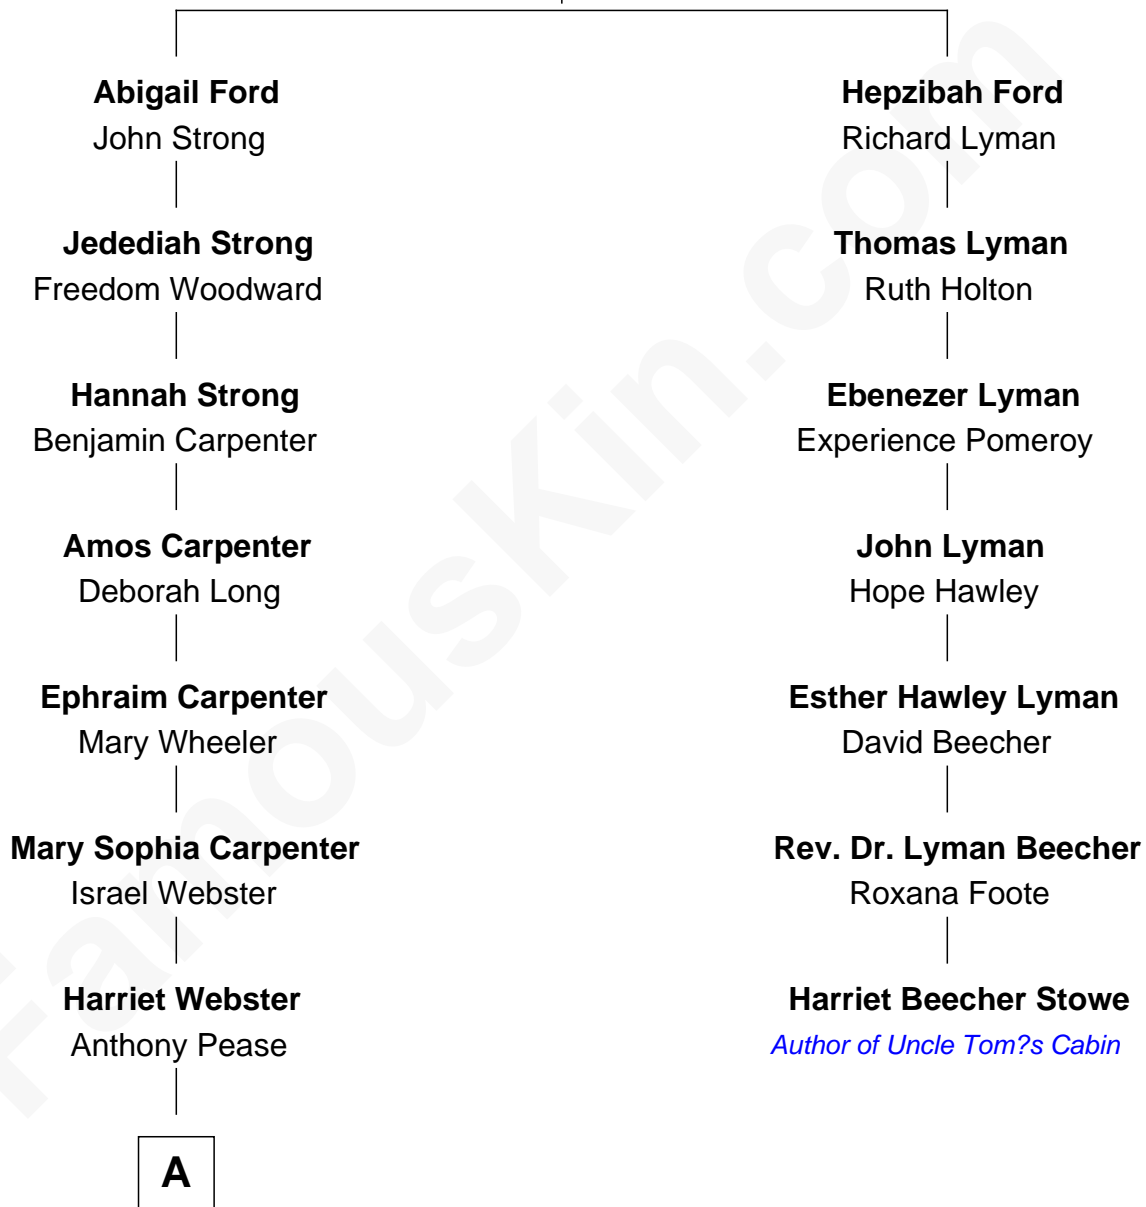 Abigail Ford
John Strong
Jedediah Strong
Freedom Woodward
Hannah Strong
Benjamin Carpenter
Amos Carpenter
Deborah Long
Ephraim Carpenter
Mary Wheeler
Mary Sophia Carpenter
Israel Webster
Harriet Webster
Anthony Pease
A
Hepzibah Ford
Richard Lyman
Thomas Lyman
Ruth Holton
Ebenezer Lyman
Experience Pomeroy
John Lyman
Hope Hawley
Esther Hawley Lyman
David Beecher
Rev. Dr. Lyman Beecher
Roxana Foote
Harriet Beecher Stowe
Author of Uncle Tom?s Cabin
FamousKin.com